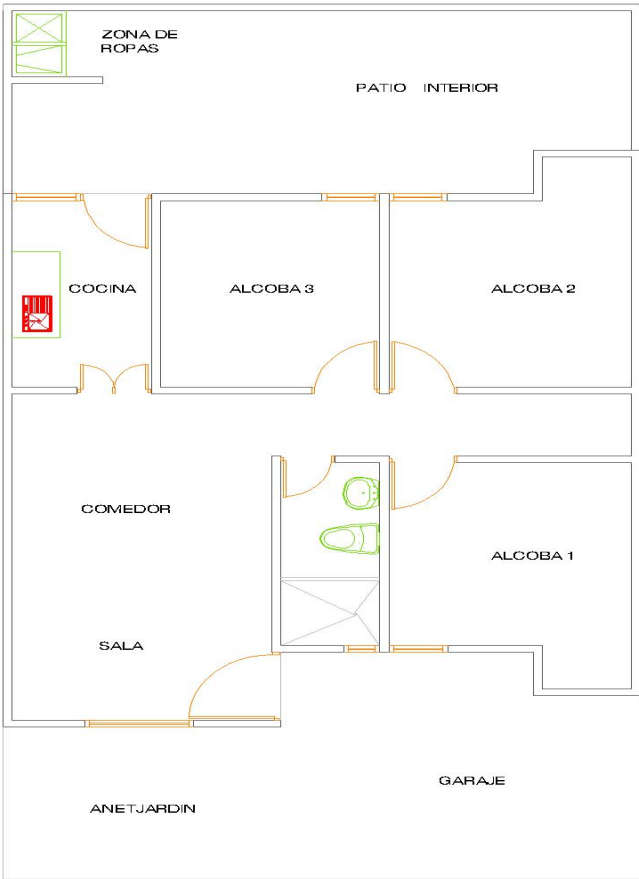 ZONA DE
ROPAS
PATIO INTERIOR
COCINA
ALCOBA 3
ALCOBA 2
COMEDOR
ALCOBA 1
SALA
GARAJE
ANETJARDIN